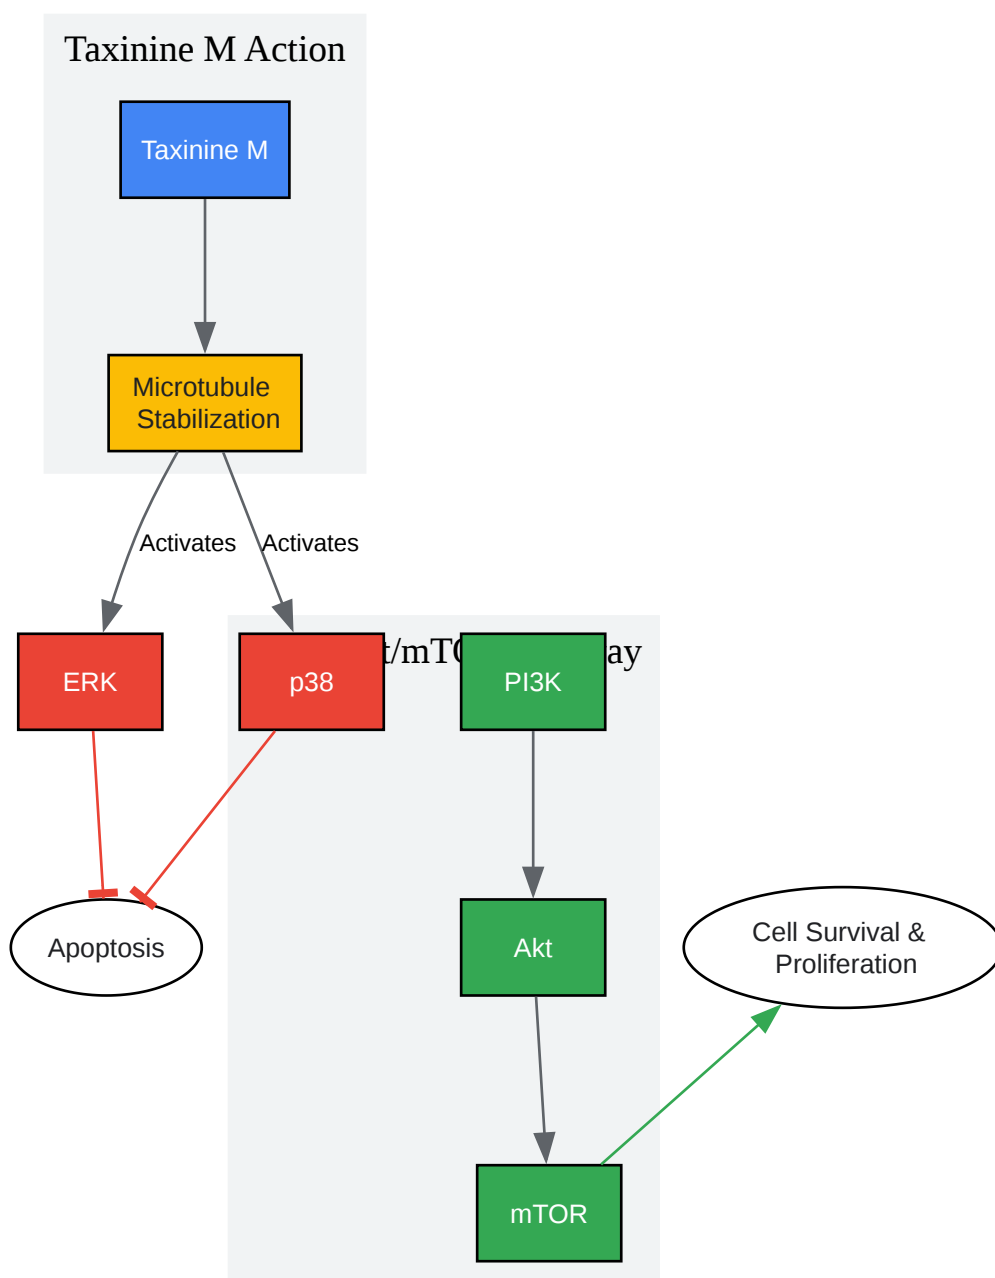 Taxinine M Action
Taxinine M
Microtubule
Stabilization
Activates
Activates
ERK
p38
PI3K
Apoptosis
Akt
Cell Survival &
Proliferation
mTOR